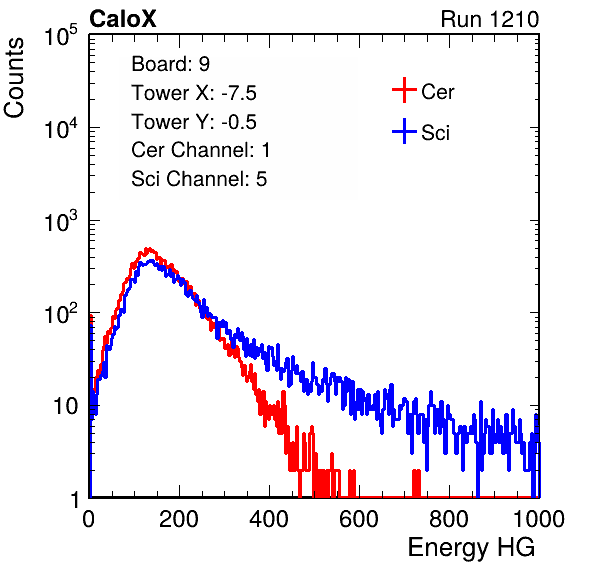 CaloX Run 1210
Counts
10^5
10^4
10^3
10^2
10
1
Board: 9
Tower X: -7.5
Tower Y: -0.5
Cer Channel: 1
Sci Channel: 5
Cer
Sci
0 200 400 600 800 1000
Energy HG